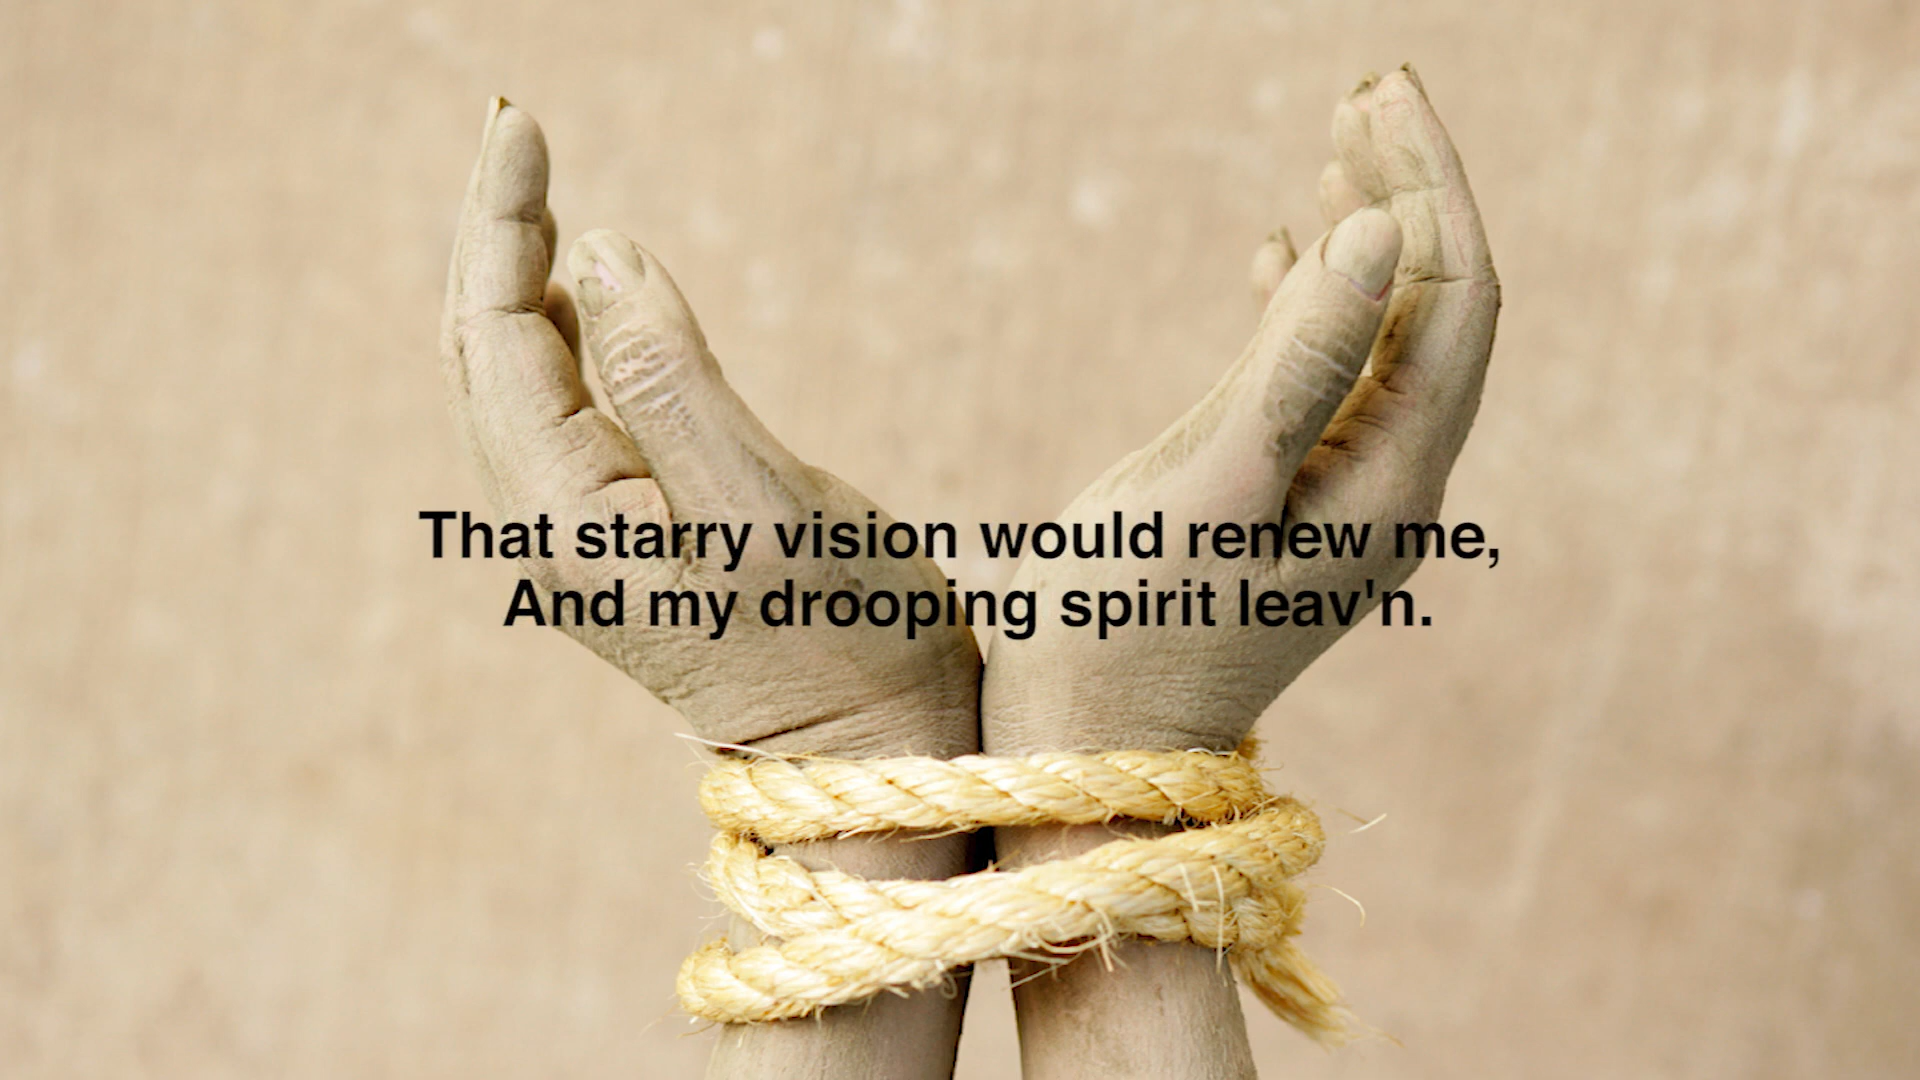 That starry vision would renew me,
And my drooping spirit leav'n.